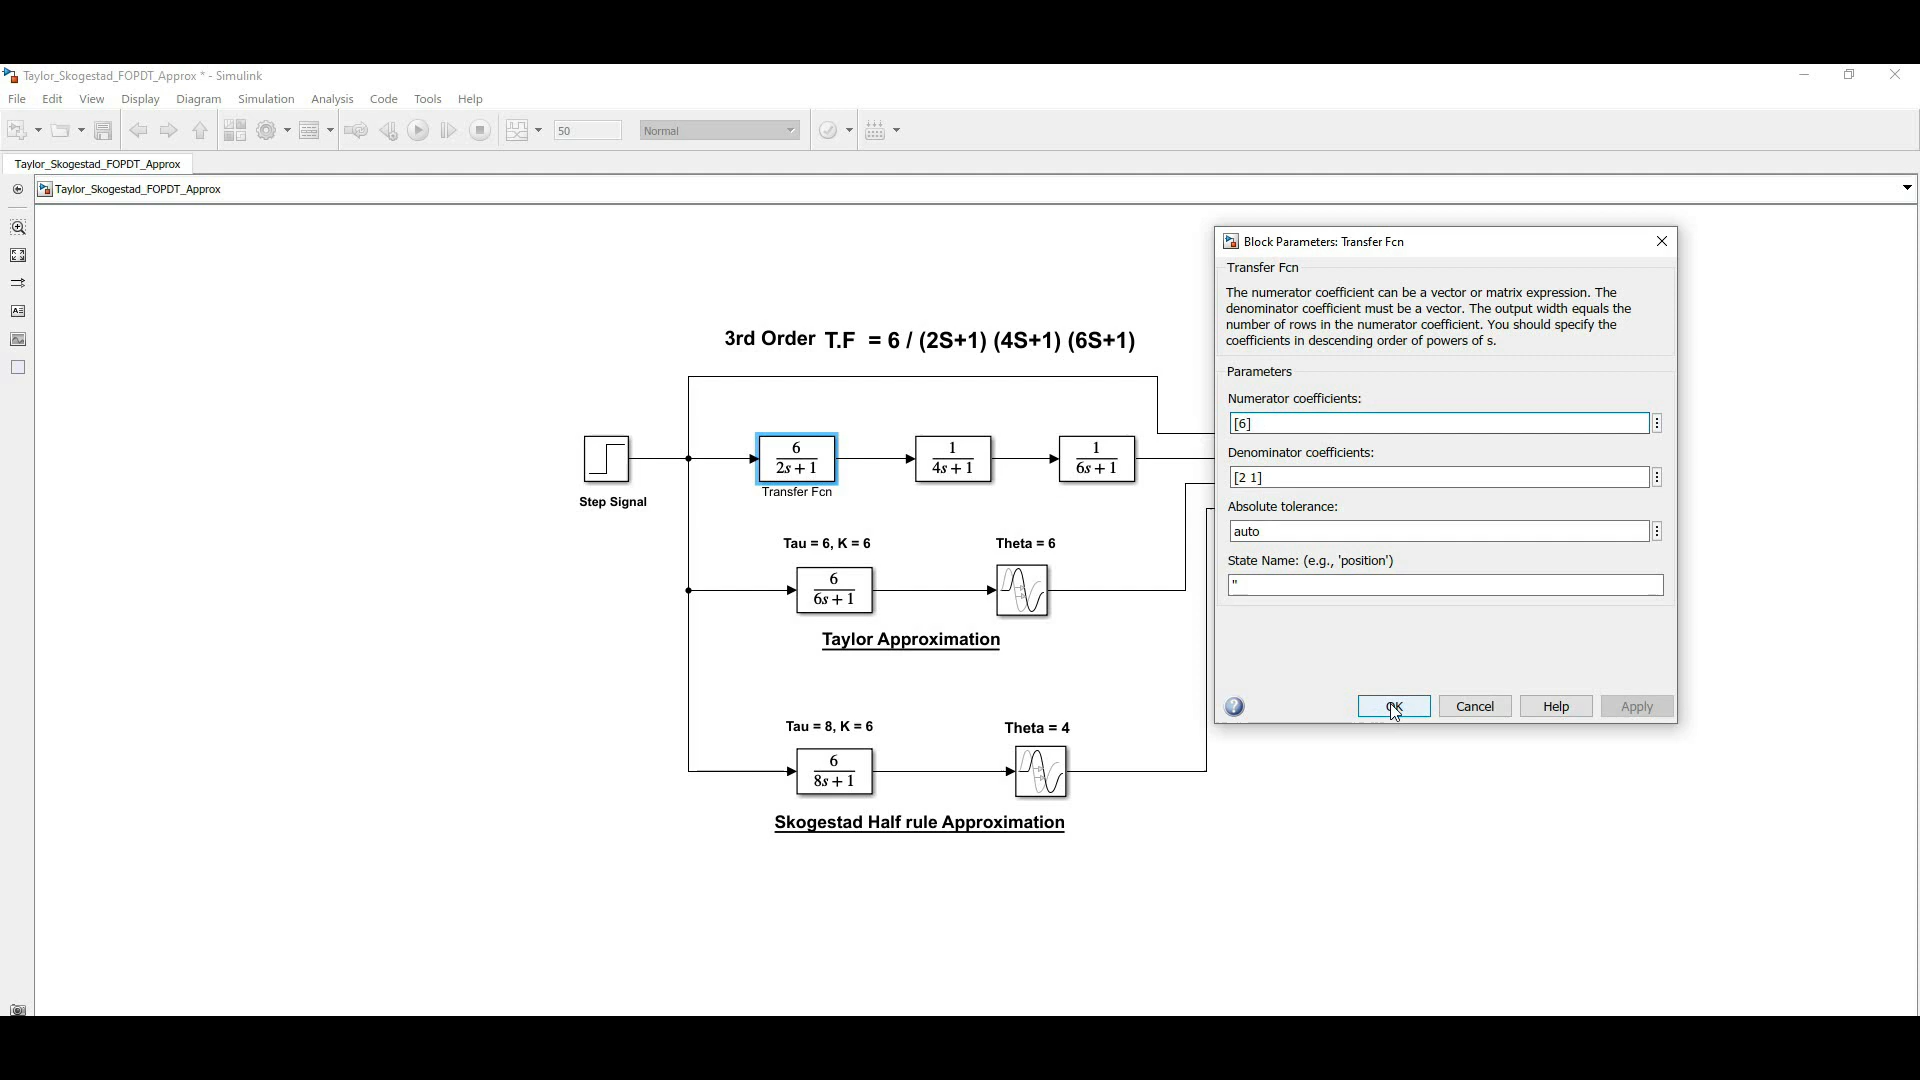 Taylor_Skogestad_FOPDT_Approx * - Simulink
File Edit View Display Diagram Simulation Analysis Code Tools Help
50 Normal
Taylor_Skogestad_FOPDT_Approx
Taylor_Skogestad_FOPDT_Approx
3rd Order T.F = 6 / (2S+1) (4S+1) (6S+1)
6
2s + 1
Transfer Fcn
1
4s + 1
1
6s + 1
Step Signal
Tau = 6, K = 6
Theta = 6
6
6s + 1
Taylor Approximation
Tau = 8, K = 6
Theta = 4
6
8s + 1
Skogestad Half rule Approximation
Block Parameters: Transfer Fcn
Transfer Fcn
The numerator coefficient can be a vector or matrix expression. The
denominator coefficient must be a vector. The output width equals the
number of rows in the numerator coefficient. You should specify the
coefficients in descending order of powers of s.
Parameters
Numerator coefficients:
[6]
Denominator coefficients:
[2 1]
Absolute tolerance:
auto
State Name: (e.g., 'position')
''
OK Cancel Help Apply